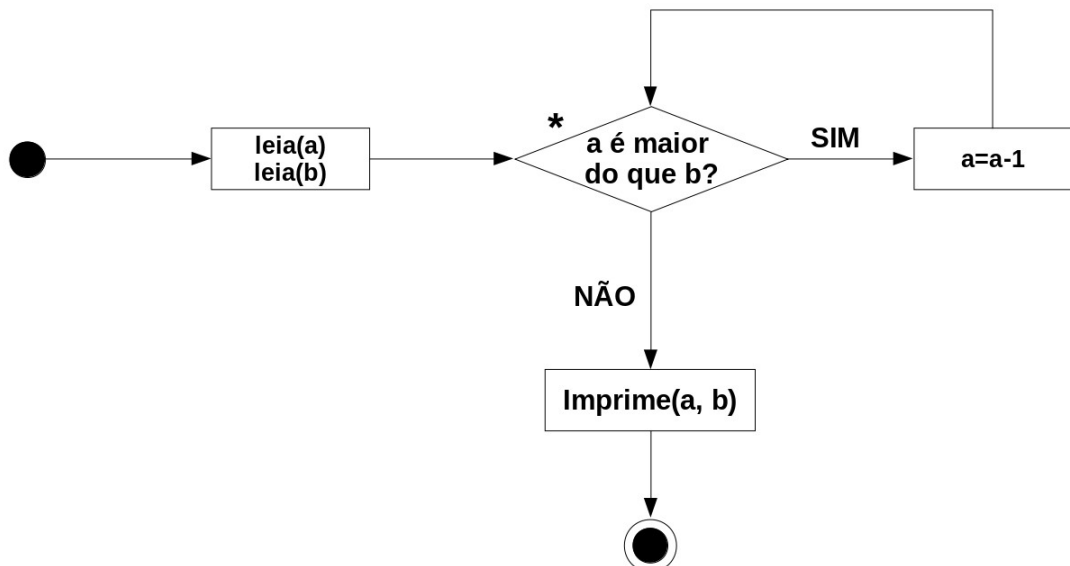 leia(a)
leia(b)
*
a é maior
do que b?
SIM
a=a-1
NÃO
Imprime(a, b)